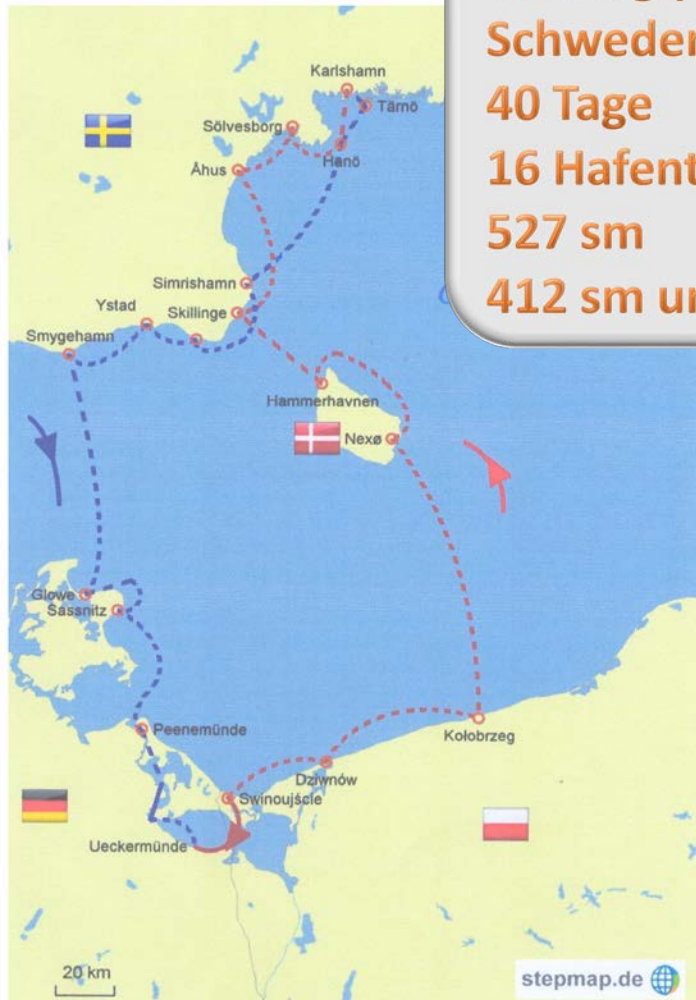 Schweden
40 Tage
16 Hafent
527 sm
412 sm un
Karlshamn
Tärnö
Sölvesborg
Hanö
Åhus
Simrishamn
Ystad
Skillinge
Smygehamn
Hammerhavnen
Nexø
Glowe
Sassnitz
Peenemünde
Kołobrzeg
Dziwnów
Swinoujście
Ueckermünde
20 km
stepmap.de